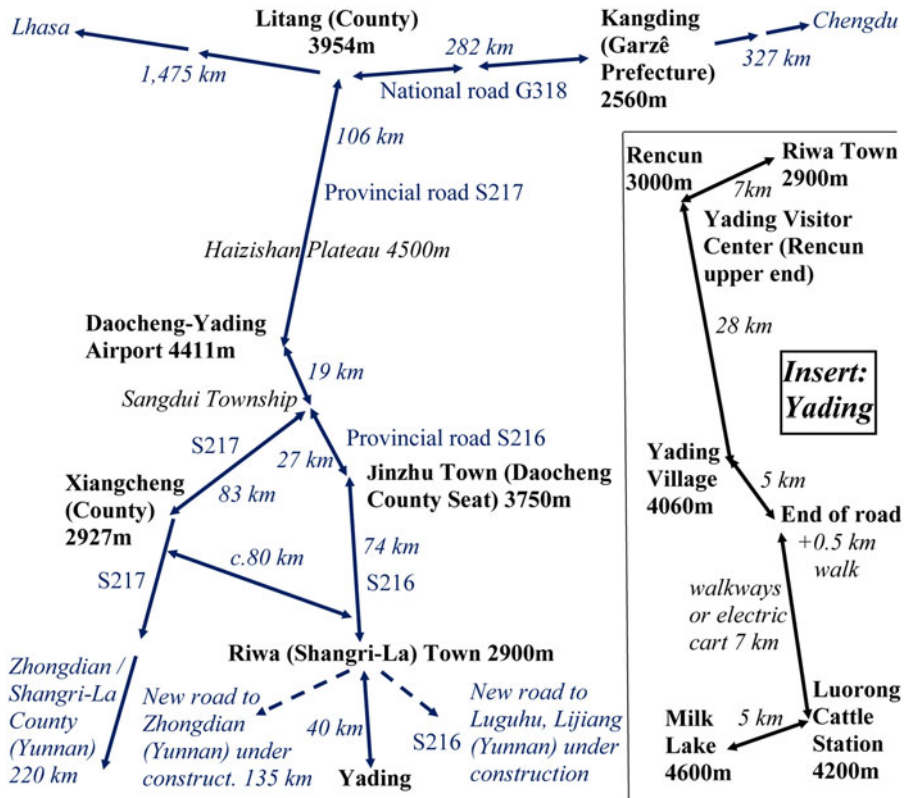 Lhasa
1,475 km
Litang (County)
3954m
282 km
National road G318
Kangding
(Garzê
Prefecture)
2560m
Chengdu
327 km
106 km
Provincial road S217
Haizishan Plateau 4500m
Daocheng-Yading
Airport 4411m
19 km
Sangdui Township
Provincial road S216
S217
27 km
83 km
Xiangcheng
(County)
2927m
Jinzhu Town (Daocheng
County Seat) 3750m
74 km
S216
c.80 km
S217
Riwa (Shangri-La) Town 2900m
Zhongdian /
Shangri-La
County
(Yunnan)
220 km
New road to
Zhongdian
(Yunnan) under
construct. 135 km
40 km
Yading
S216
New road to
Luguhu, Lijiang
(Yunnan) under
construction
Rencun
3000m
Riwa Town
2900m
7km
Yading Visitor
Center (Rencun
upper end)
28 km
Insert:
Yading
Yading
Village
4060m
5 km
End of road
+0.5 km
walk
walkways
or electric
cart 7 km
Luorong
Cattle
Station
4200m
5 km
Milk
Lake
4600m